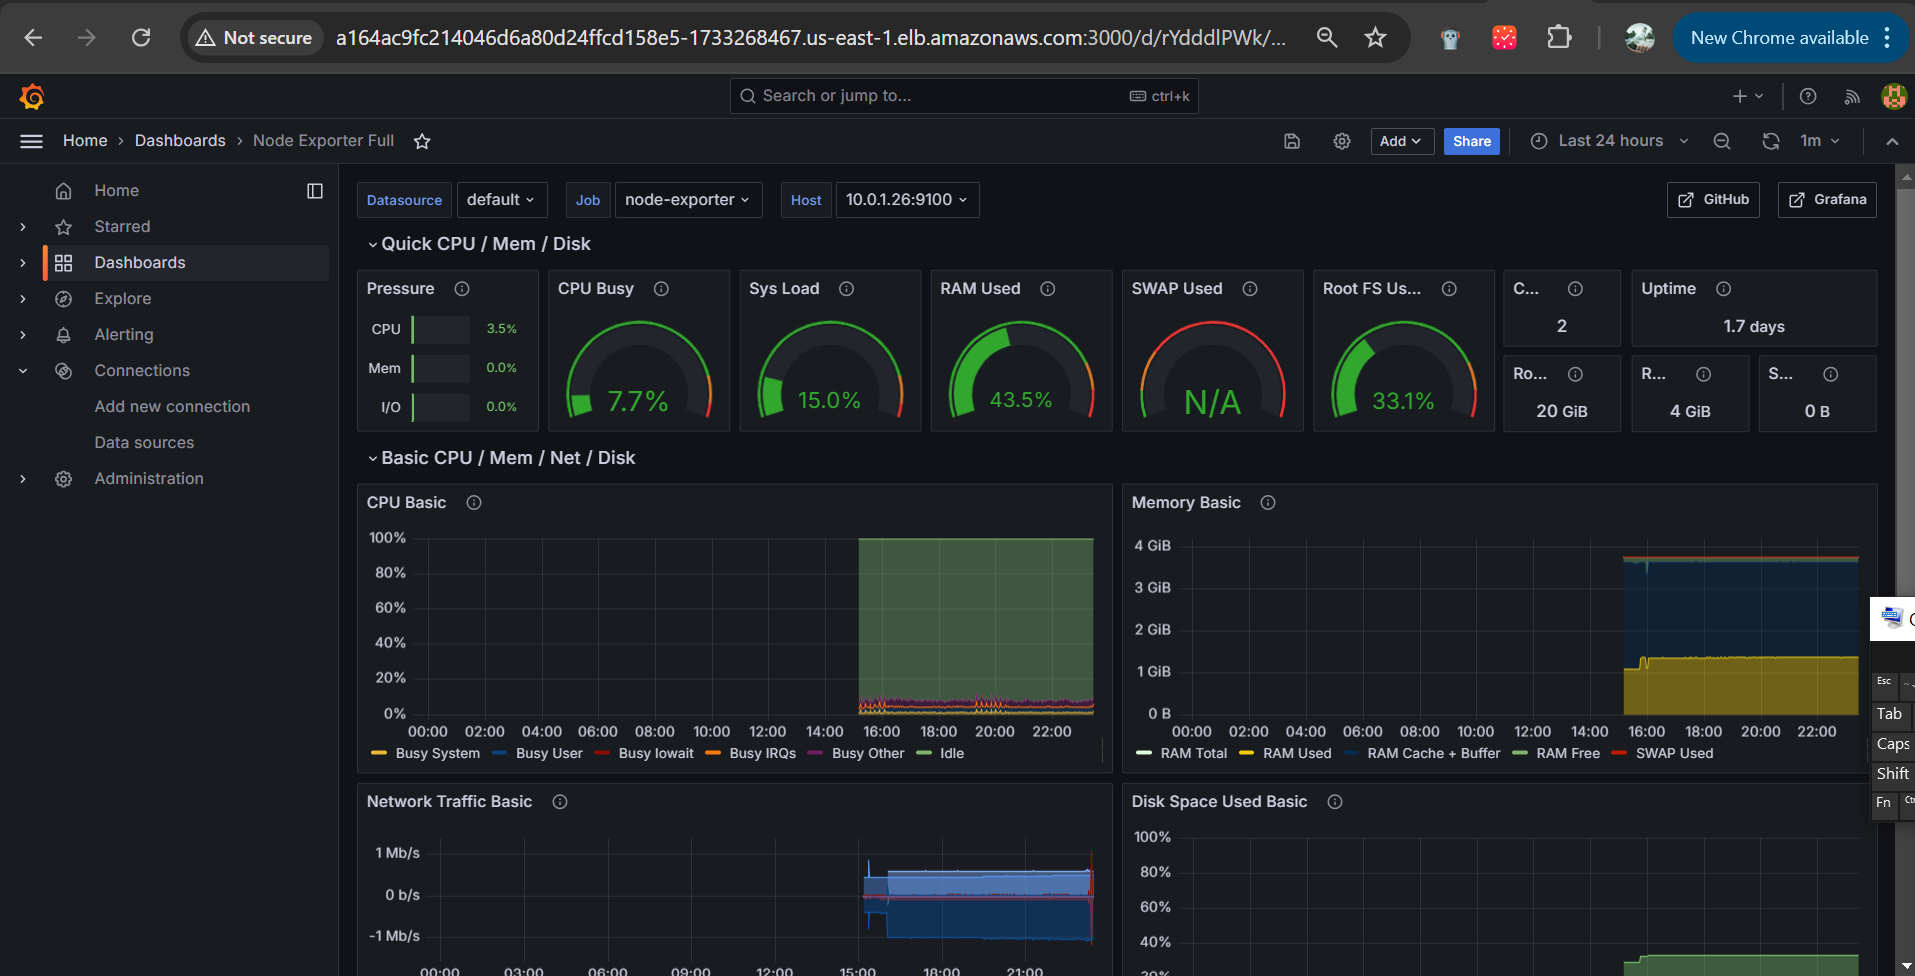 Not secure a164ac9fc214046d6a80d24ffcd158e5-1733268467.us-east-1.elb.amazonaws.com:3000/d/rYdddlPWk/... New Chrome available
Search or jump to... ctrl+k
Home › Dashboards › Node Exporter Full Add Share Last 24 hours 1m
Home
Starred
Dashboards
Explore
Alerting
Connections
Add new connection
Data sources
Administration
Datasource default Job node-exporter Host 10.0.1.26:9100 GitHub Grafana
Quick CPU / Mem / Disk
Pressure
CPU 3.5%
Mem 0.0%
I/O 0.0%
CPU Busy
7.7%
Sys Load
15.0%
RAM Used
43.5%
SWAP Used
N/A
Root FS Us...
33.1%
C...
2
Uptime
1.7 days
Ro...
20 GiB
R...
4 GiB
S...
0 B
Basic CPU / Mem / Net / Disk
CPU Basic
100%
80%
60%
40%
20%
0%
00:00 02:00 04:00 06:00 08:00 10:00 12:00 14:00 16:00 18:00 20:00 22:00
Busy System Busy User Busy Iowait Busy IRQs Busy Other Idle
Memory Basic
4 GiB
3 GiB
2 GiB
1 GiB
0 B
00:00 02:00 04:00 06:00 08:00 10:00 12:00 14:00 16:00 18:00 20:00 22:00
RAM Total RAM Used RAM Cache + Buffer RAM Free SWAP Used
Network Traffic Basic
1 Mb/s
0 b/s
-1 Mb/s
00:00 03:00 06:00 09:00 12:00 15:00 18:00 21:00
Disk Space Used Basic
100%
80%
60%
40%
20%
Esc
Tab
Caps
Shift
Fn